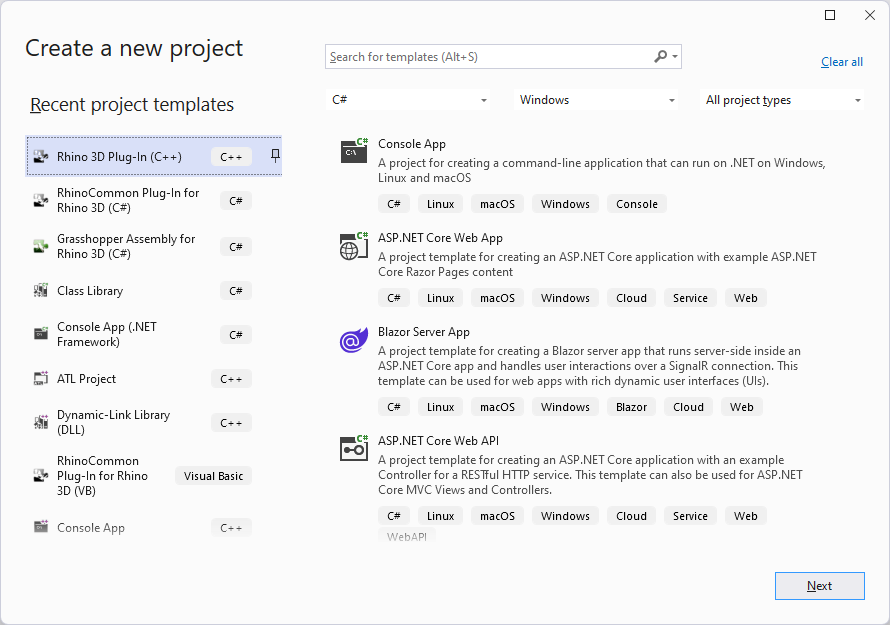 Create a new project
Search for templates (Alt+S)
Clear all
Recent project templates
C#
Windows
All project types
Rhino 3D Plug-In (C++)
C++
RhinoCommon Plug-In for
Rhino 3D (C#)
C#
Grasshopper Assembly for
Rhino 3D (C#)
C#
Class Library
C#
Console App (.NET
Framework)
C#
ATL Project
C++
Dynamic-Link Library
(DLL)
C++
RhinoCommon
Plug-In for Rhino
3D (VB)
Visual Basic
Console App
C++
Console App
A project for creating a command-line application that can run on .NET on Windows,
Linux and macOS
C# Linux macOS Windows Console
ASP.NET Core Web App
A project template for creating an ASP.NET Core application with example ASP.NET
Core Razor Pages content
C# Linux macOS Windows Cloud Service Web
Blazor Server App
A project template for creating a Blazor server app that runs server-side inside an
ASP.NET Core app and handles user interactions over a SignalR connection. This
template can be used for web apps with rich dynamic user interfaces (UIs).
C# Linux macOS Windows Blazor Cloud Web
ASP.NET Core Web API
A project template for creating an ASP.NET Core application with an example
Controller for a RESTful HTTP service. This template can also be used for ASP.NET
Core MVC Views and Controllers.
C# Linux macOS Windows Cloud Service Web
WebAPI
Next